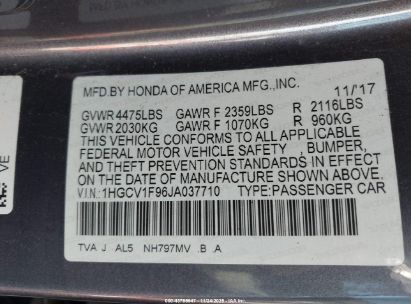 MFD.BY HONDA OF AMERICA MFG.,INC. 11/'17
GVWR 4475LBS GAWR F 2359LBS R 2116LBS
GVWR 2030KG GAWR F 1070KG R 960KG
THIS VEHICLE CONFORMS TO ALL APPLICABLE
FEDERAL MOTOR VEHICLE SAFETY, BUMPER,
AND THEFT PREVENTION STANDARDS IN EFFECT
ON THE DATE OF MANUFACTURE SHOWN ABOVE.
V.I.N.:1HGCV1F96JA037710 TYPE:PASSENGER CAR
TVA J AL5 NH797MV .B .A
VE